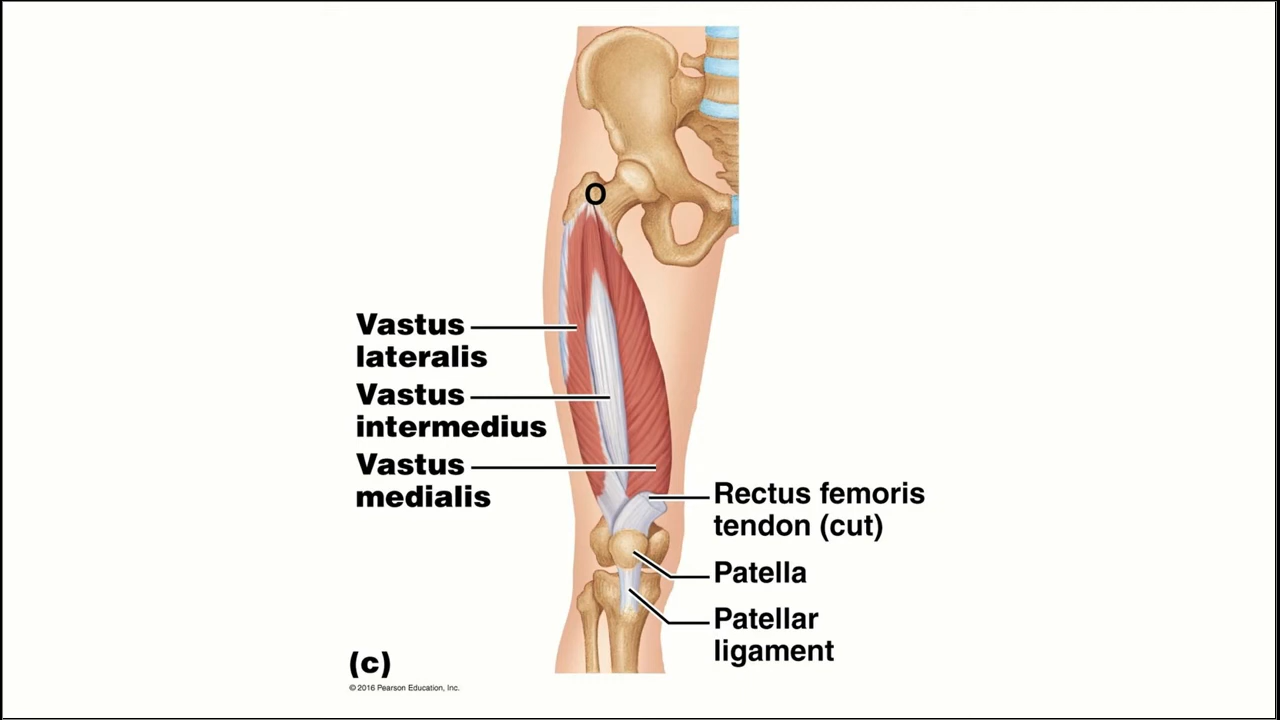 O
Vastus
lateralis
Vastus
intermedius
Vastus
medialis
Rectus femoris
tendon (cut)
Patella
Patellar
ligament
(c)
© 2016 Pearson Education, Inc.